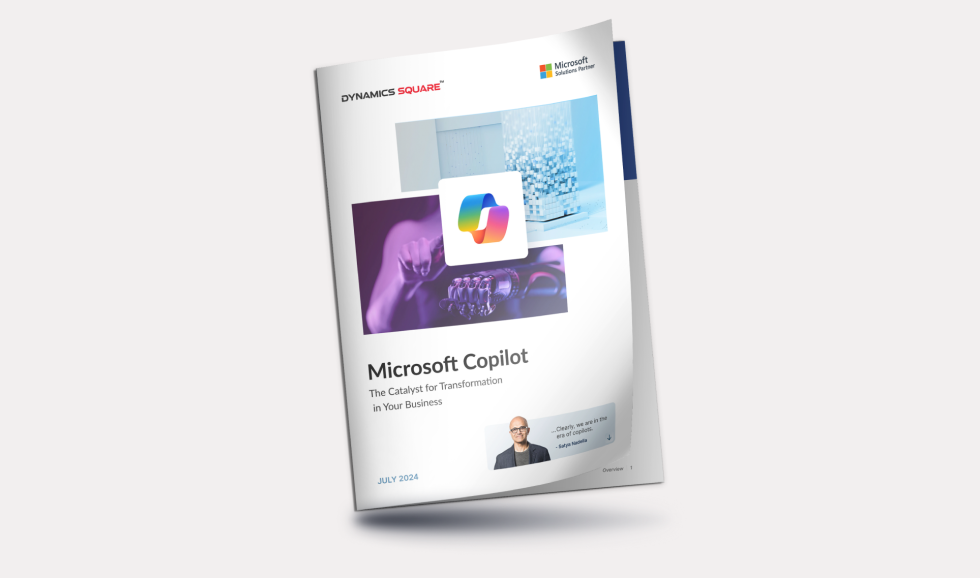 DYNAMICS SQUARE™
Microsoft
Solutions Partner
Microsoft Copilot
The Catalyst for Transformation
in Your Business
...Clearly, we are in the
era of copilots.
- Satya Nadella
JULY 2024
Overview
1